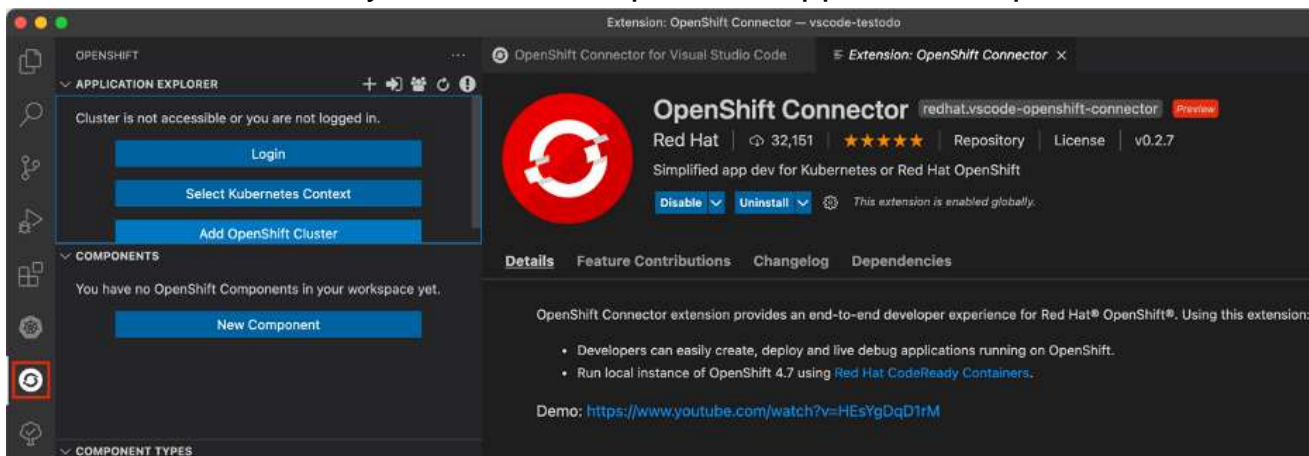 Extension: OpenShift Connector — vscode-testodo
OPENSHIFT
APPLICATION EXPLORER
Cluster is not accessible or you are not logged in.
Login
Select Kubernetes Context
Add OpenShift Cluster
COMPONENTS
You have no OpenShift Components in your workspace yet.
New Component
COMPONENT TYPES
OpenShift Connector for Visual Studio Code
Extension: OpenShift Connector
OpenShift Connector redhat.vscode-openshift-connector Preview
Red Hat 32,151 ★★★★★ Repository License v0.2.7
Simplified app dev for Kubernetes or Red Hat OpenShift
Disable Uninstall This extension is enabled globally.
Details Feature Contributions Changelog Dependencies
OpenShift Connector extension provides an end-to-end developer experience for Red Hat® OpenShift®. Using this extension:
• Developers can easily create, deploy and live debug applications running on OpenShift.
• Run local instance of OpenShift 4.7 using Red Hat CodeReady Containers.
Demo: https://www.youtube.com/watch?v=HEsYgDqD1rM